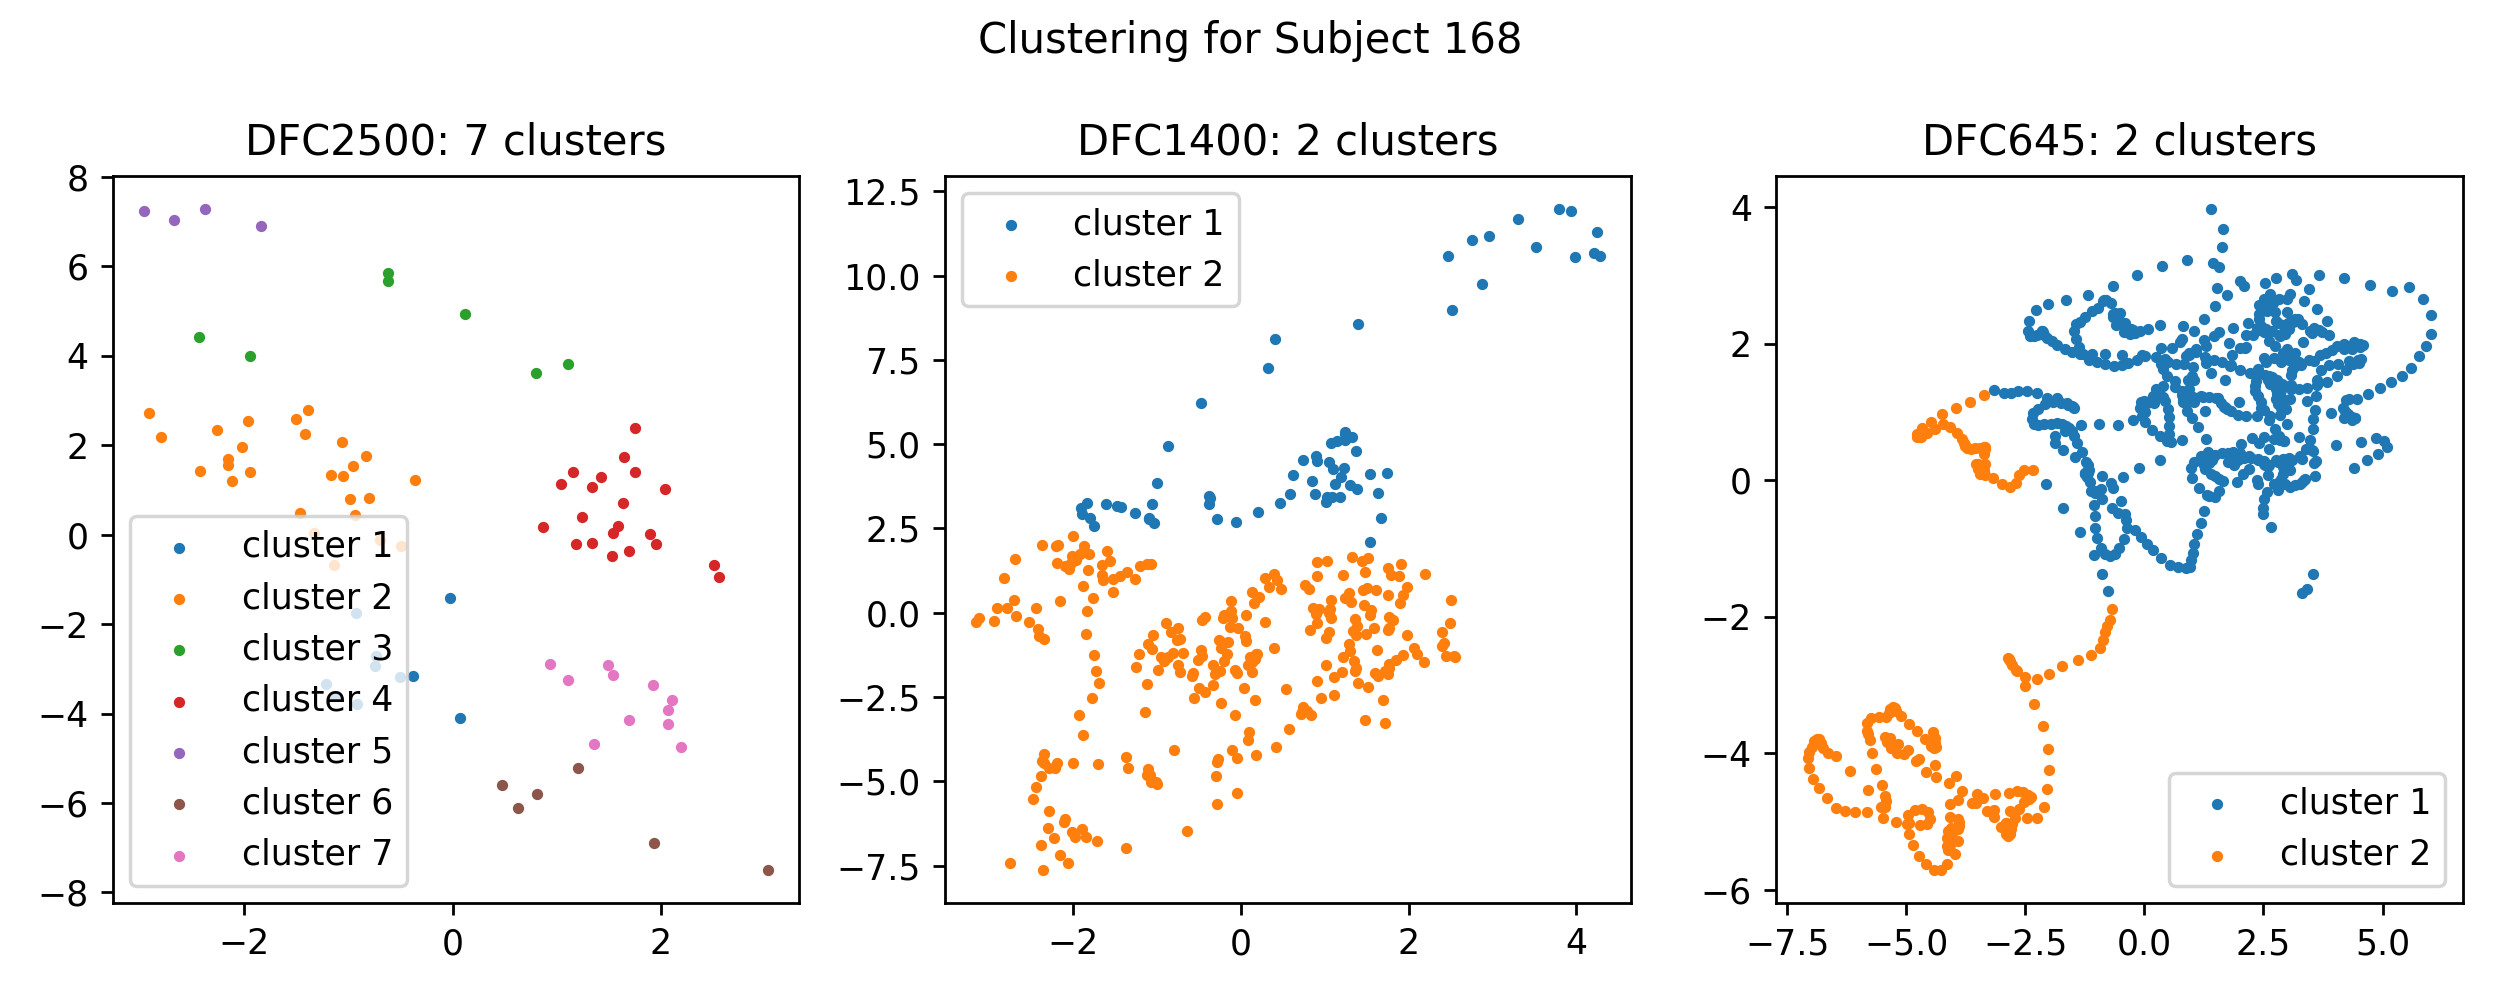 Clustering for Subject 168
DFC2500: 7 clusters
8
6
4
2
0
−2
−4
−6
−8
−2
0
2
cluster 1
cluster 2
cluster 3
cluster 4
cluster 5
cluster 6
cluster 7
DFC1400: 2 clusters
12.5
10.0
7.5
5.0
2.5
0.0
−2.5
−5.0
−7.5
−2
0
2
4
cluster 1
cluster 2
DFC645: 2 clusters
4
2
0
−2
−4
−6
−7.5
−5.0
−2.5
0.0
2.5
5.0
cluster 1
cluster 2